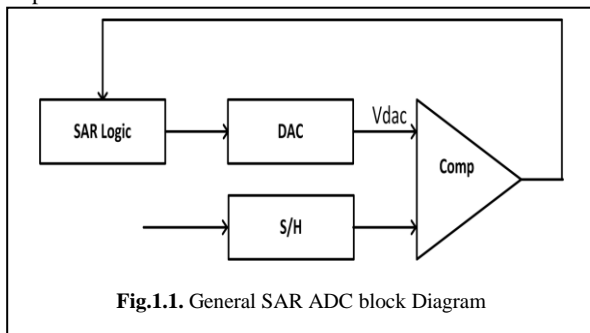 Vdac
SAR Logic
DAC
Comp
S/H
Fig.1.1. General SAR ADC block Diagram